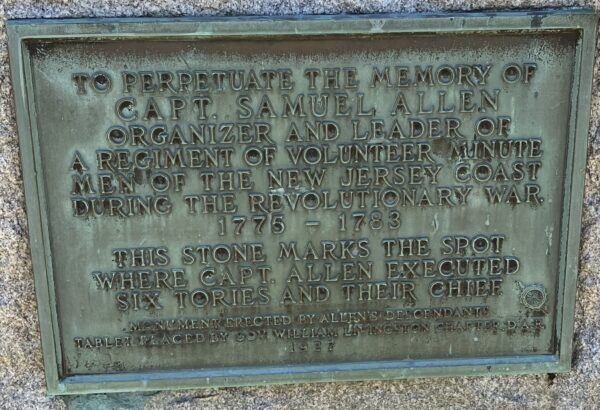 TO PERPETUATE THE MEMORY OF
CAPT. SAMUEL ALLEN
ORGANIZER AND LEADER OF
A REGIMENT OF VOLUNTEER MINUTE
MEN OF THE NEW JERSEY COAST
DURING THE REVOLUTIONARY WAR.
1775 – 1783
THIS STONE MARKS THE SPOT
WHERE CAPT. ALLEN EXECUTED
SIX TORIES AND THEIR CHIEF.
MONUMENT ERECTED BY ALLEN'S DESCENDANTS
TABLET PLACED BY GOV. WILLIAM LIVINGSTON CHAPTER D.A.R.